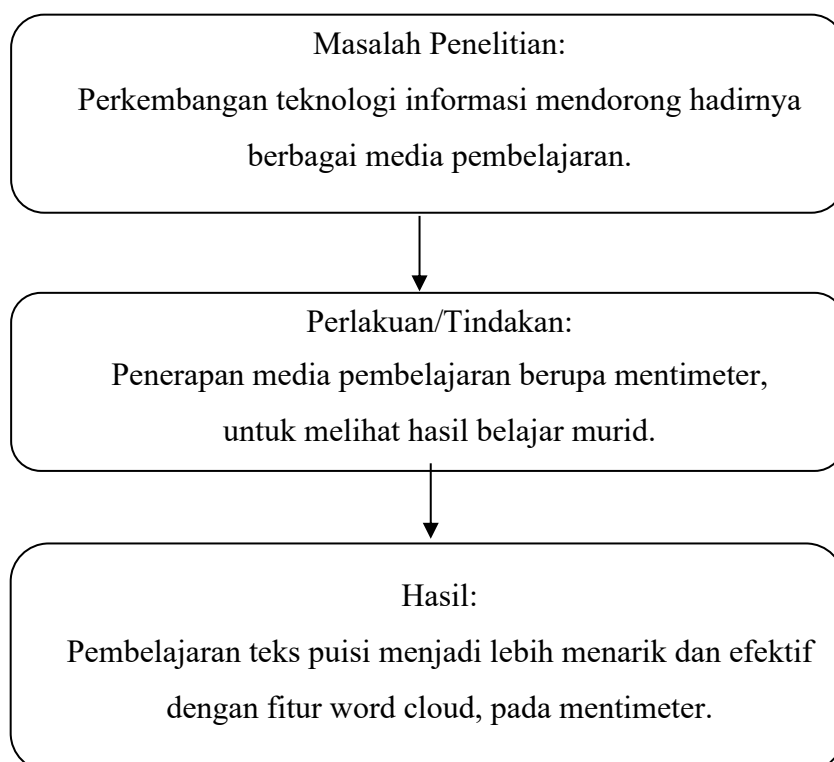 Masalah Penelitian:
Perkembangan teknologi informasi mendorong hadirnya
berbagai media pembelajaran.
Perlakuan/Tindakan:
Penerapan media pembelajaran berupa mentimeter,
untuk melihat hasil belajar murid.
Hasil:
Pembelajaran teks puisi menjadi lebih menarik dan efektif
dengan fitur word cloud, pada mentimeter.